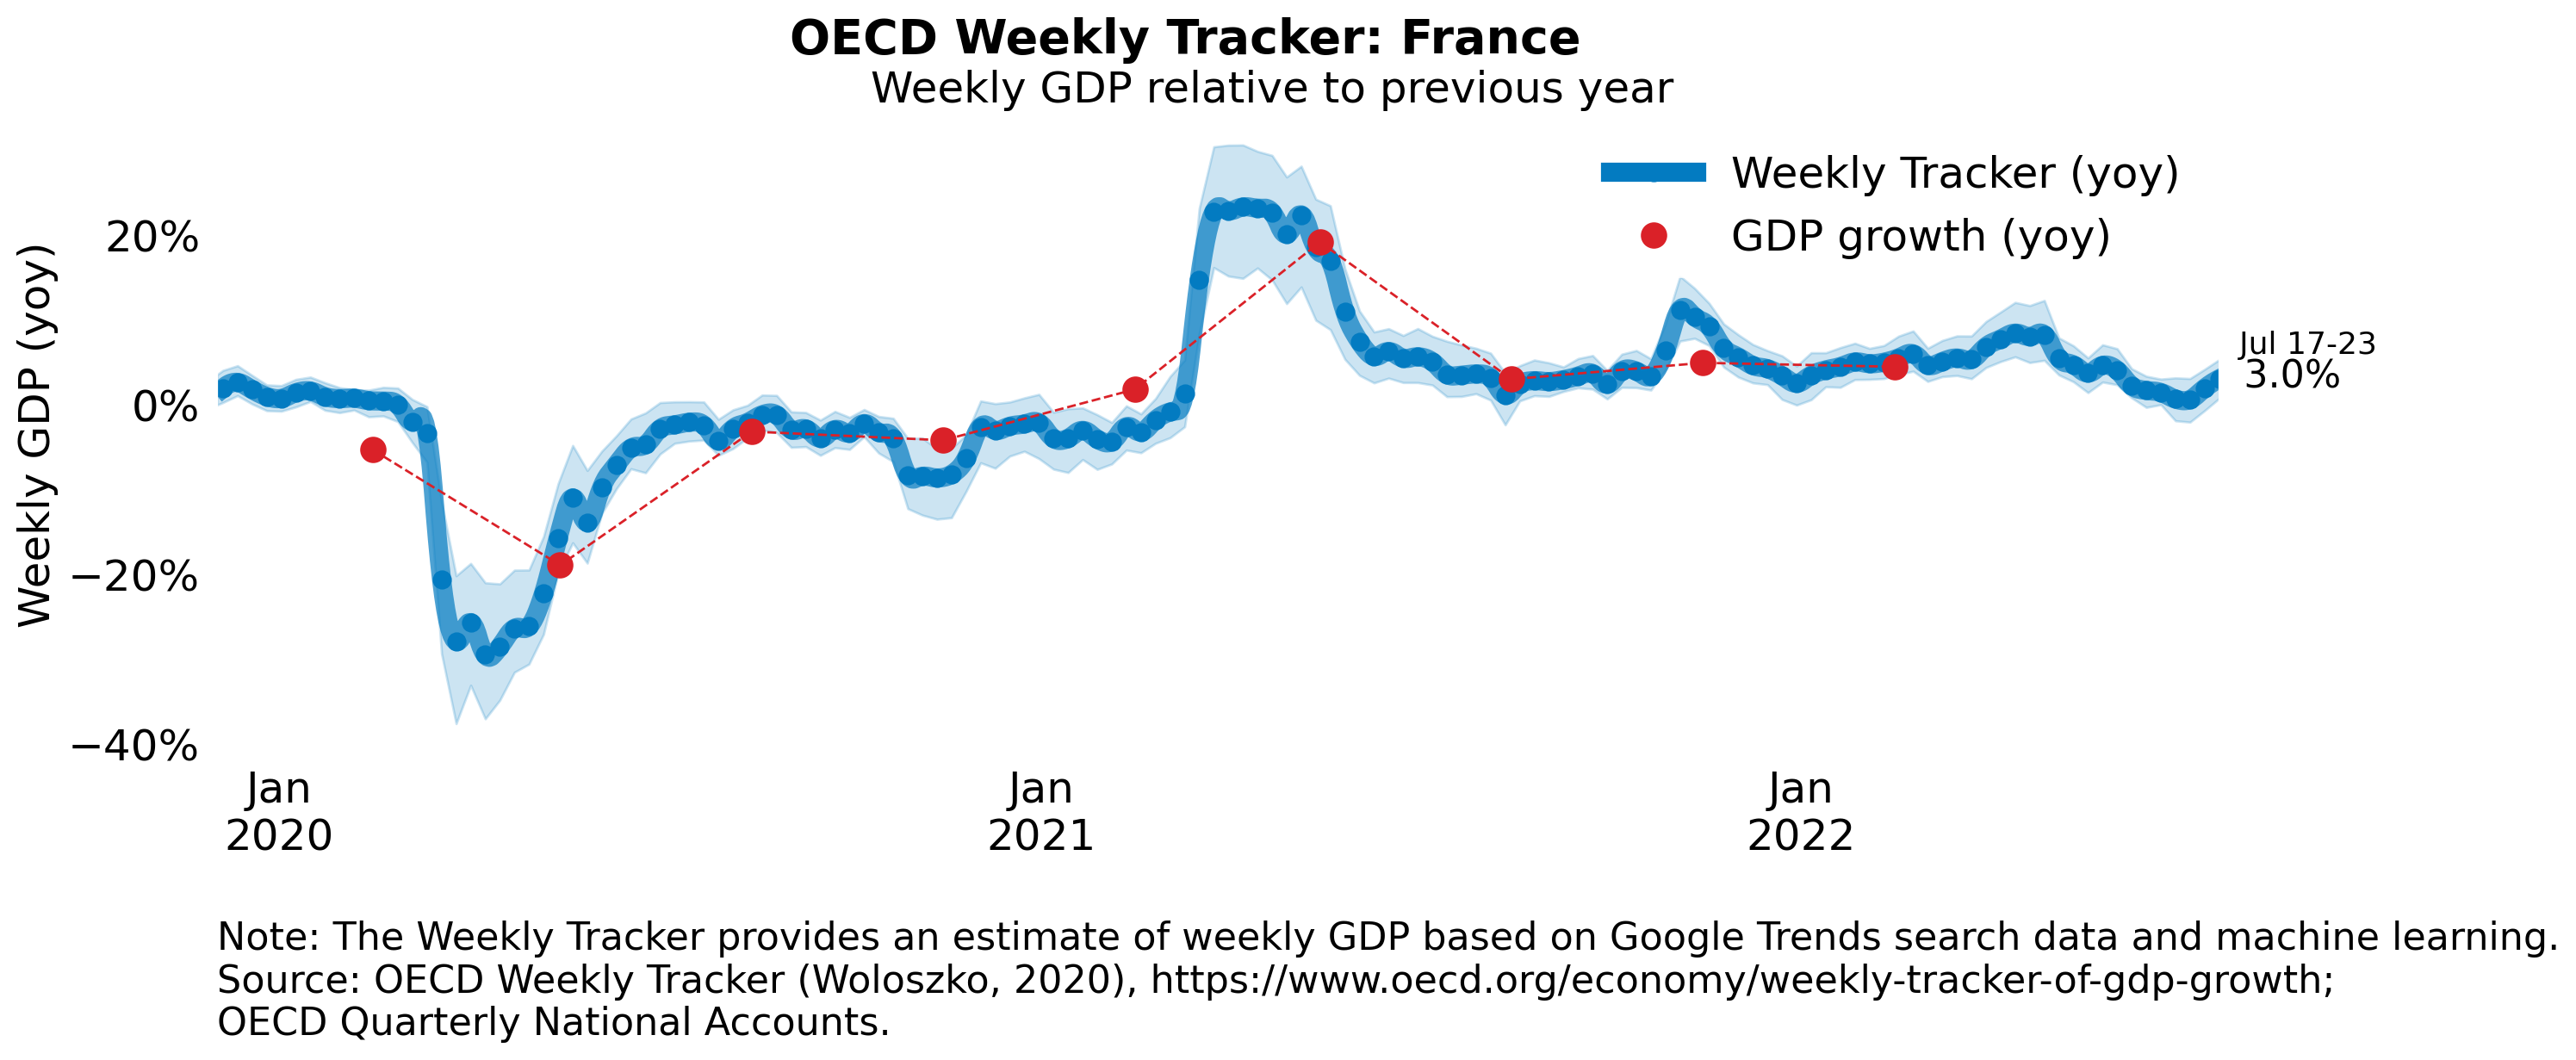 OECD Weekly Tracker: France
Weekly GDP relative to previous year
Weekly Tracker (yoy)
GDP growth (yoy)
Weekly GDP (yoy)
20%
0%
−20%
−40%
Jul 17-23
3.0%
Jan
2020
Jan
2021
Jan
2022
Note: The Weekly Tracker provides an estimate of weekly GDP based on Google Trends search data and machine learning.
Source: OECD Weekly Tracker (Woloszko, 2020), https://www.oecd.org/economy/weekly-tracker-of-gdp-growth;
OECD Quarterly National Accounts.